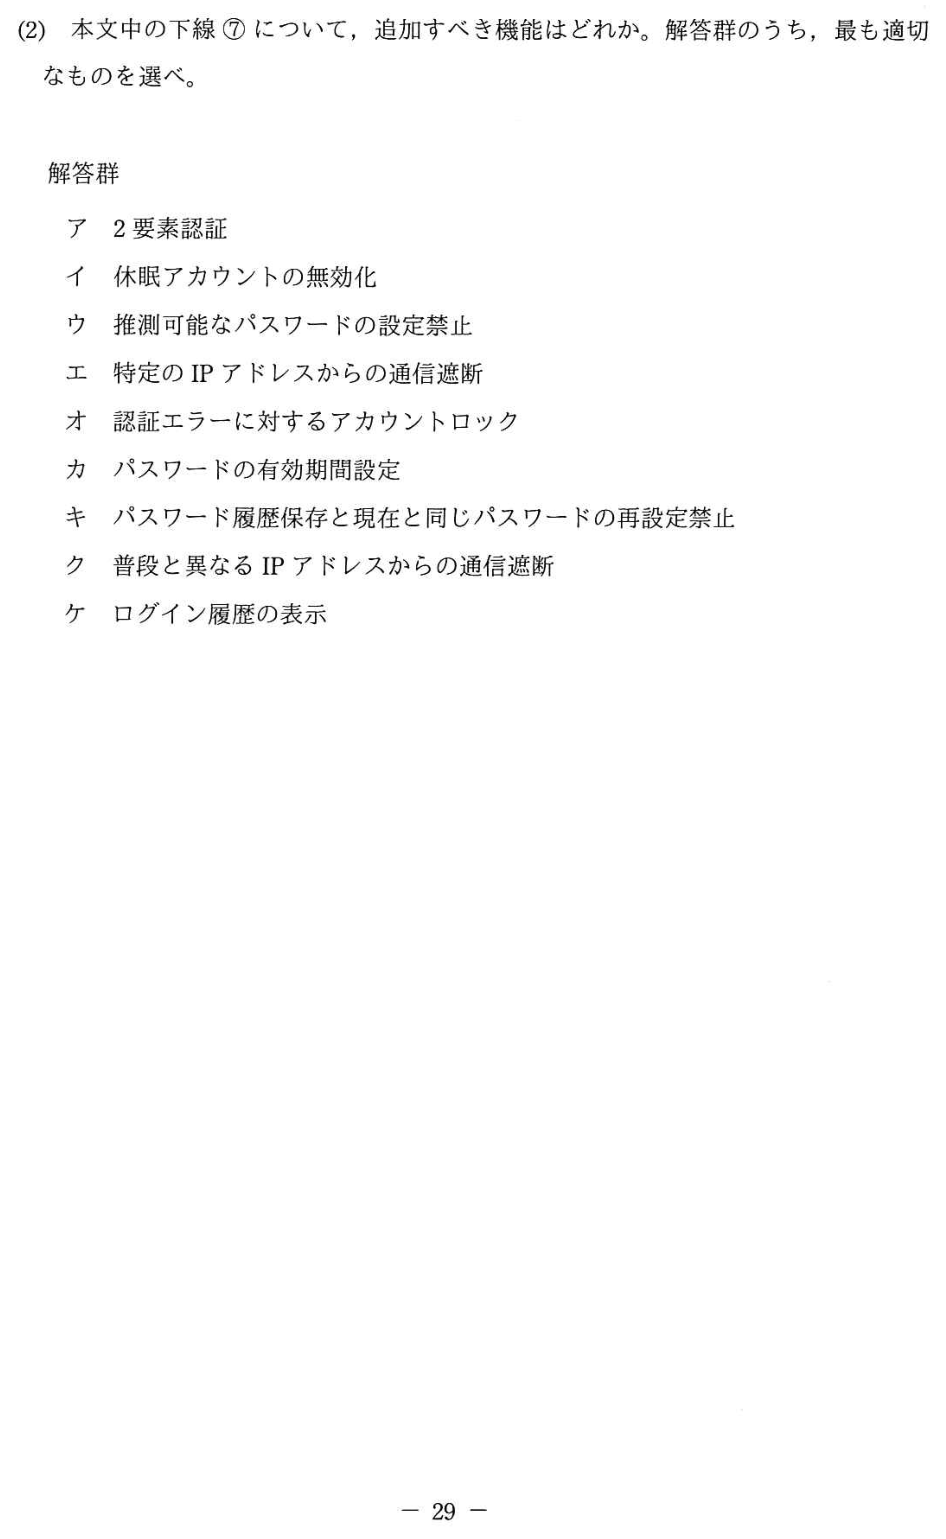 (2) 本文中の下線⑦について，追加すべき機能はどれか。解答群のうち，最も適切
なものを選べ。
解答群
ア 2要素認証
イ 休眠アカウントの無効化
ウ 推測可能なパスワードの設定禁止
エ 特定のIPアドレスからの通信遮断
オ 認証エラーに対するアカウントロック
カ パスワードの有効期間設定
キ パスワード履歴保存と現在と同じパスワードの再設定禁止
ク 普段と異なるIPアドレスからの通信遮断
ケ ログイン履歴の表示
－ 29 －